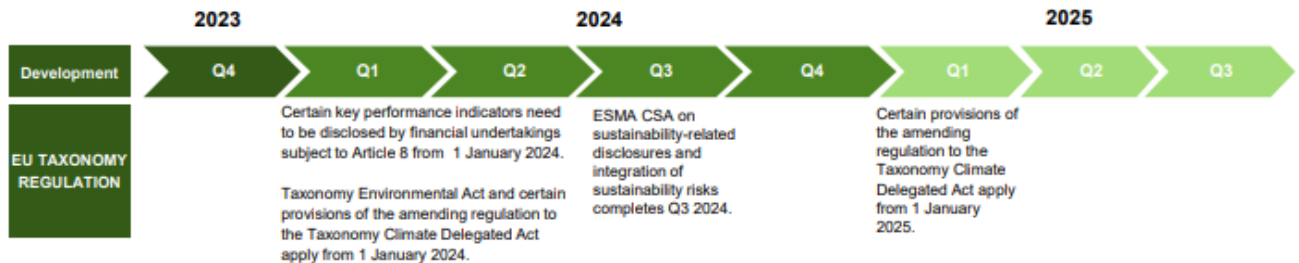 2023
2024
2025
Development
Q4
Q1
Q2
Q3
Q4
Q1
Q2
Q3
EU TAXONOMY
REGULATION
Certain key performance indicators need
to be disclosed by financial undertakings
subject to Article 8 from 1 January 2024.
Taxonomy Environmental Act and certain
provisions of the amending regulation to
the Taxonomy Climate Delegated Act
apply from 1 January 2024.
ESMA CSA on
sustainability-related
disclosures and
integration of
sustainability risks
completes Q3 2024.
Certain provisions of
the amending
regulation to the
Taxonomy Climate
Delegated Act apply
from 1 January
2025.